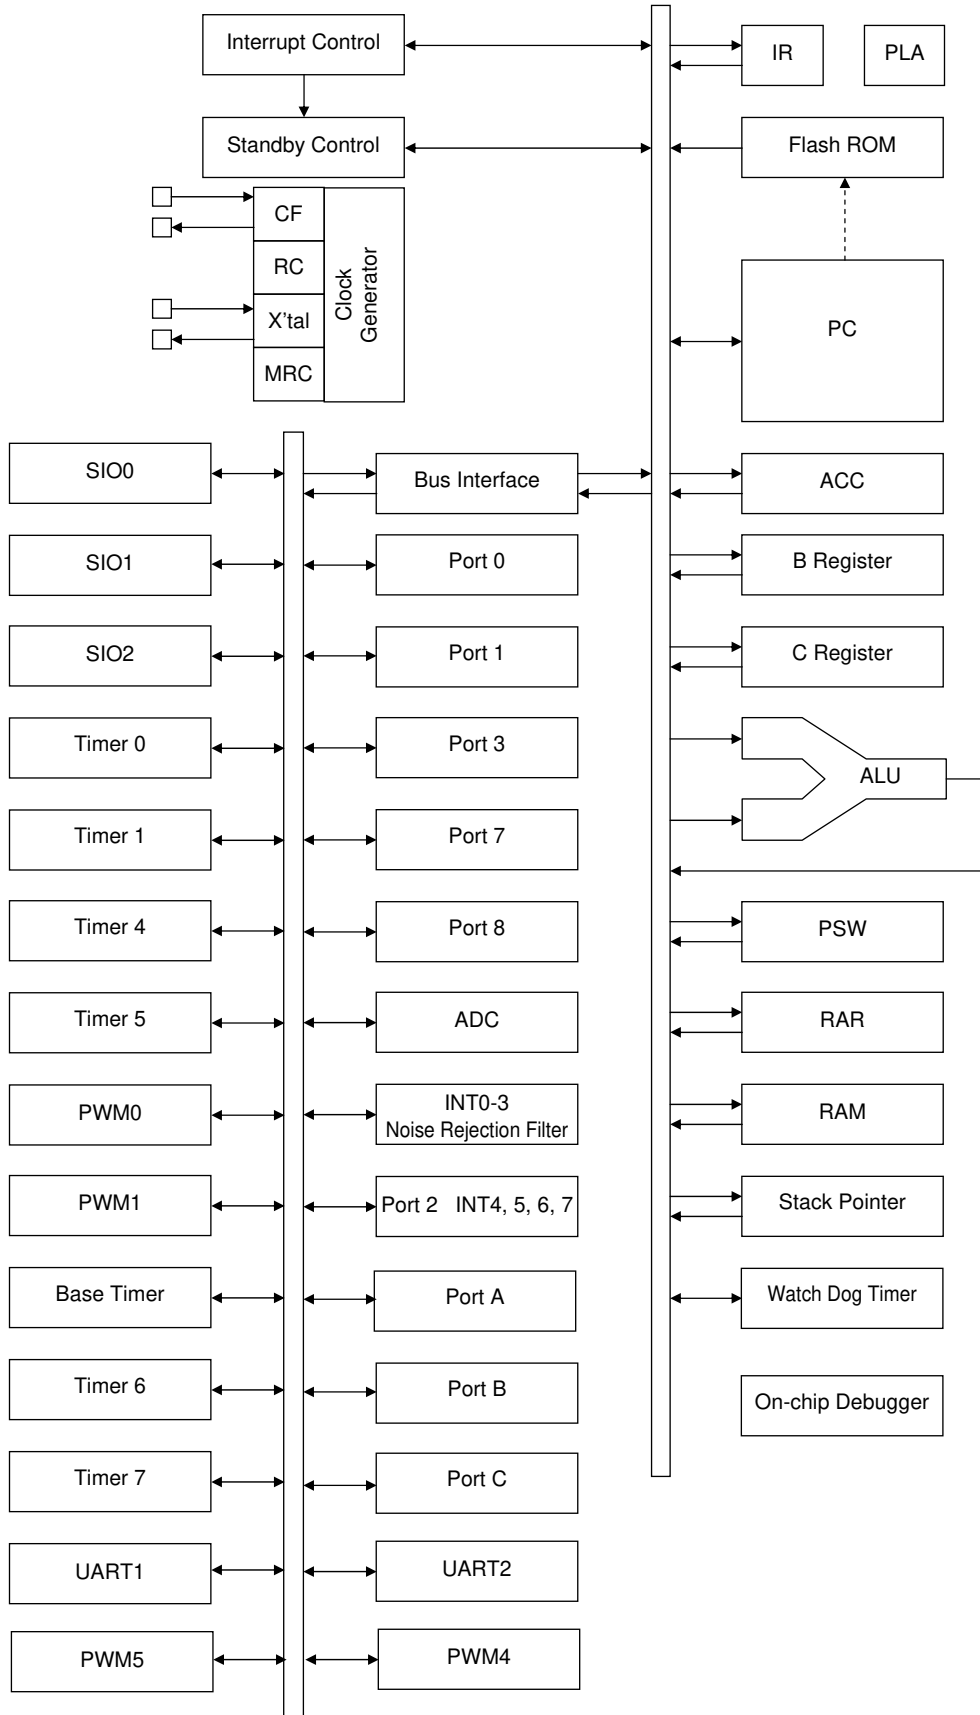 Interrupt Control
IR
PLA
Standby Control
Flash ROM
CF
RC
X'tal
MRC
Clock
Generator
PC
SIO0
Bus Interface
ACC
SIO1
Port 0
B Register
SIO2
Port 1
C Register
Timer 0
Port 3
ALU
Timer 1
Port 7
Timer 4
Port 8
PSW
Timer 5
ADC
RAR
PWM0
INT0-3
Noise Rejection Filter
RAM
PWM1
Port 2 INT4, 5, 6, 7
Stack Pointer
Base Timer
Port A
Watch Dog Timer
Timer 6
Port B
On-chip Debugger
Timer 7
Port C
UART1
UART2
PWM5
PWM4